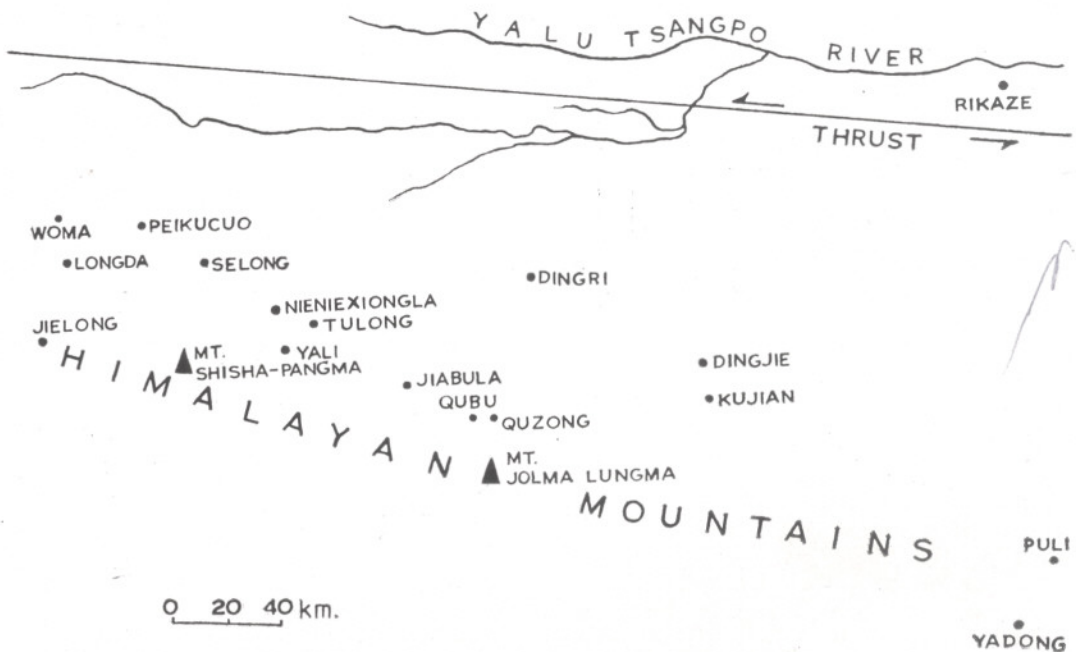 YALU TSANGPO RIVER
RIKAZE
THRUST
WOMA
PEIKUCUO
LONGDA
SELONG
DINGRI
NIENIEXIONGLA
TULONG
JIELONG
YALI
MT.
SHISHA-PANGMA
DINGJIE
JIABULA
KUJIAN
QUBU
QUZONG
HIMALAYAN MOUNTAINS
MT.
JOLMA LUNGMA
PULI
0 20 40 km.
YADONG